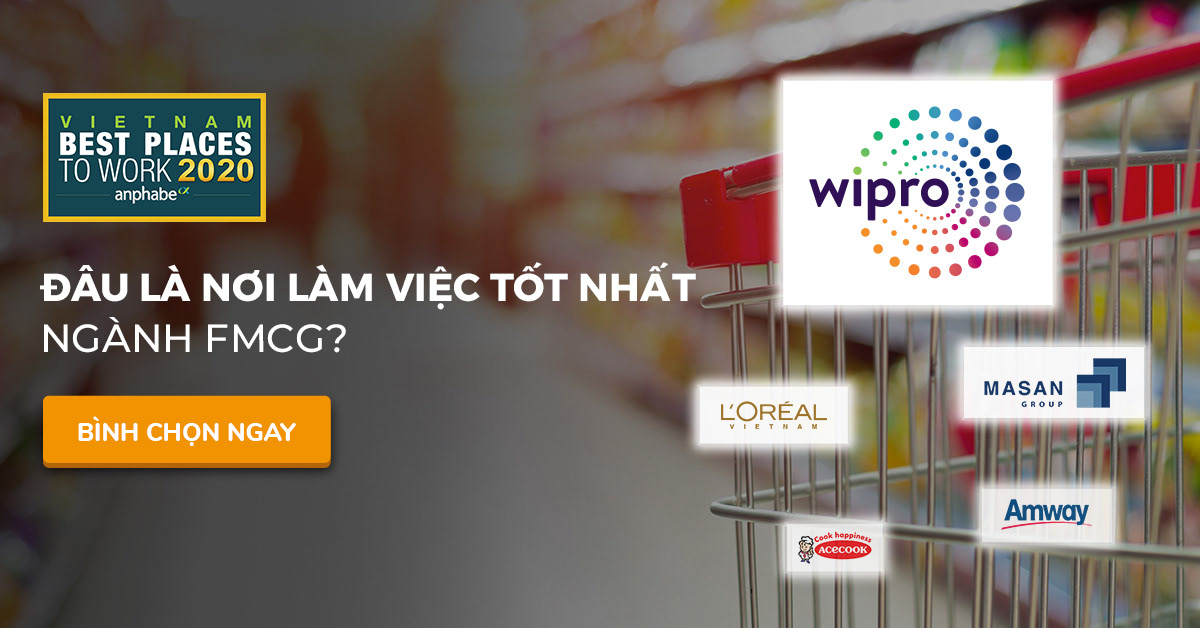 VIETNAM
BEST PLACES
TO WORK 2020
anphabe α
ĐÂU LÀ NƠI LÀM VIỆC TỐT NHẤT
NGÀNH FMCG?
BÌNH CHỌN NGAY
wipro
L'ORÉAL
VIETNAM
MASAN
GROUP
Amway
Cook happiness
ACECOOK